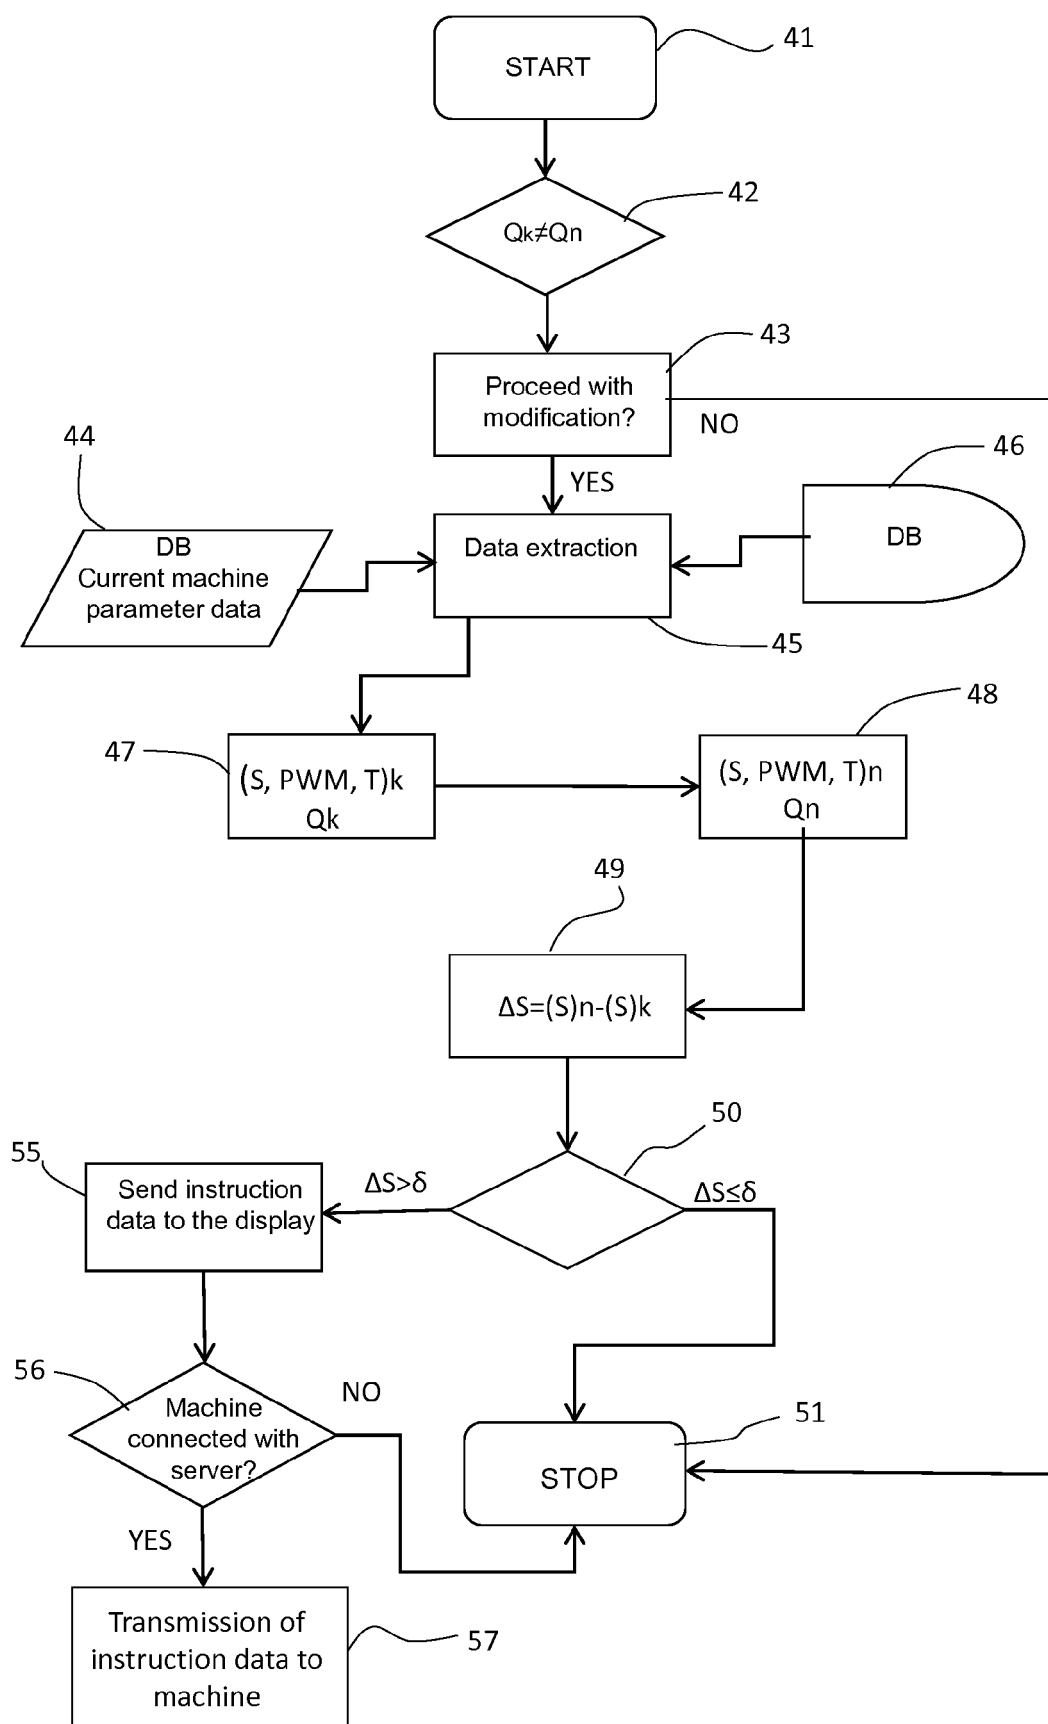 START
41
42
Qk≠Qn
43
Proceed with
modification?
NO
44
YES
46
DB
Current machine
parameter data
Data extraction
DB
45
48
47
(S, PWM, T)k
Qk
(S, PWM, T)n
Qn
49
ΔS=(S)n-(S)k
50
55
Send instruction
data to the display
ΔS>δ
ΔS≤δ
56
NO
Machine
connected with
server?
51
STOP
YES
Transmission of
instruction data to
machine
57